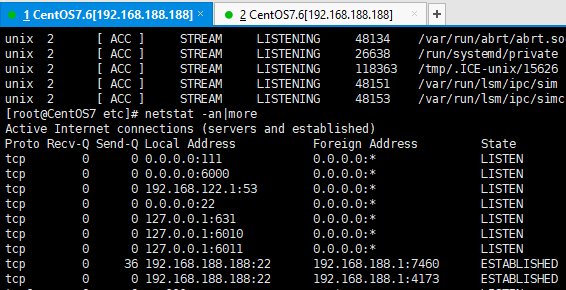 1 CentOS7.6[192.168.188.188] × 2 CentOS7.6[192.168.188.188] × +
unix 2 [ ACC ] STREAM LISTENING 48134 /var/run/abrt/abrt.so
unix 2 [ ACC ] STREAM LISTENING 26638 /run/systemd/private
unix 2 [ ACC ] STREAM LISTENING 118363 /tmp/.ICE-unix/15626
unix 2 [ ACC ] STREAM LISTENING 48151 /var/run/lsm/ipc/sim
unix 2 [ ACC ] STREAM LISTENING 48153 /var/run/lsm/ipc/simc
[root@CentOS7 etc]# netstat -an|more
Active Internet connections (servers and established)
Proto Recv-Q Send-Q Local Address Foreign Address State
tcp 0 0 0.0.0.0:111 0.0.0.0:* LISTEN
tcp 0 0 0.0.0.0:6000 0.0.0.0:* LISTEN
tcp 0 0 192.168.122.1:53 0.0.0.0:* LISTEN
tcp 0 0 0.0.0.0:22 0.0.0.0:* LISTEN
tcp 0 0 127.0.0.1:631 0.0.0.0:* LISTEN
tcp 0 0 127.0.0.1:6010 0.0.0.0:* LISTEN
tcp 0 0 127.0.0.1:6011 0.0.0.0:* LISTEN
tcp 0 36 192.168.188.188:22 192.168.188.1:7460 ESTABLISHED
tcp 0 0 192.168.188.188:22 192.168.188.1:4173 ESTABLISHED